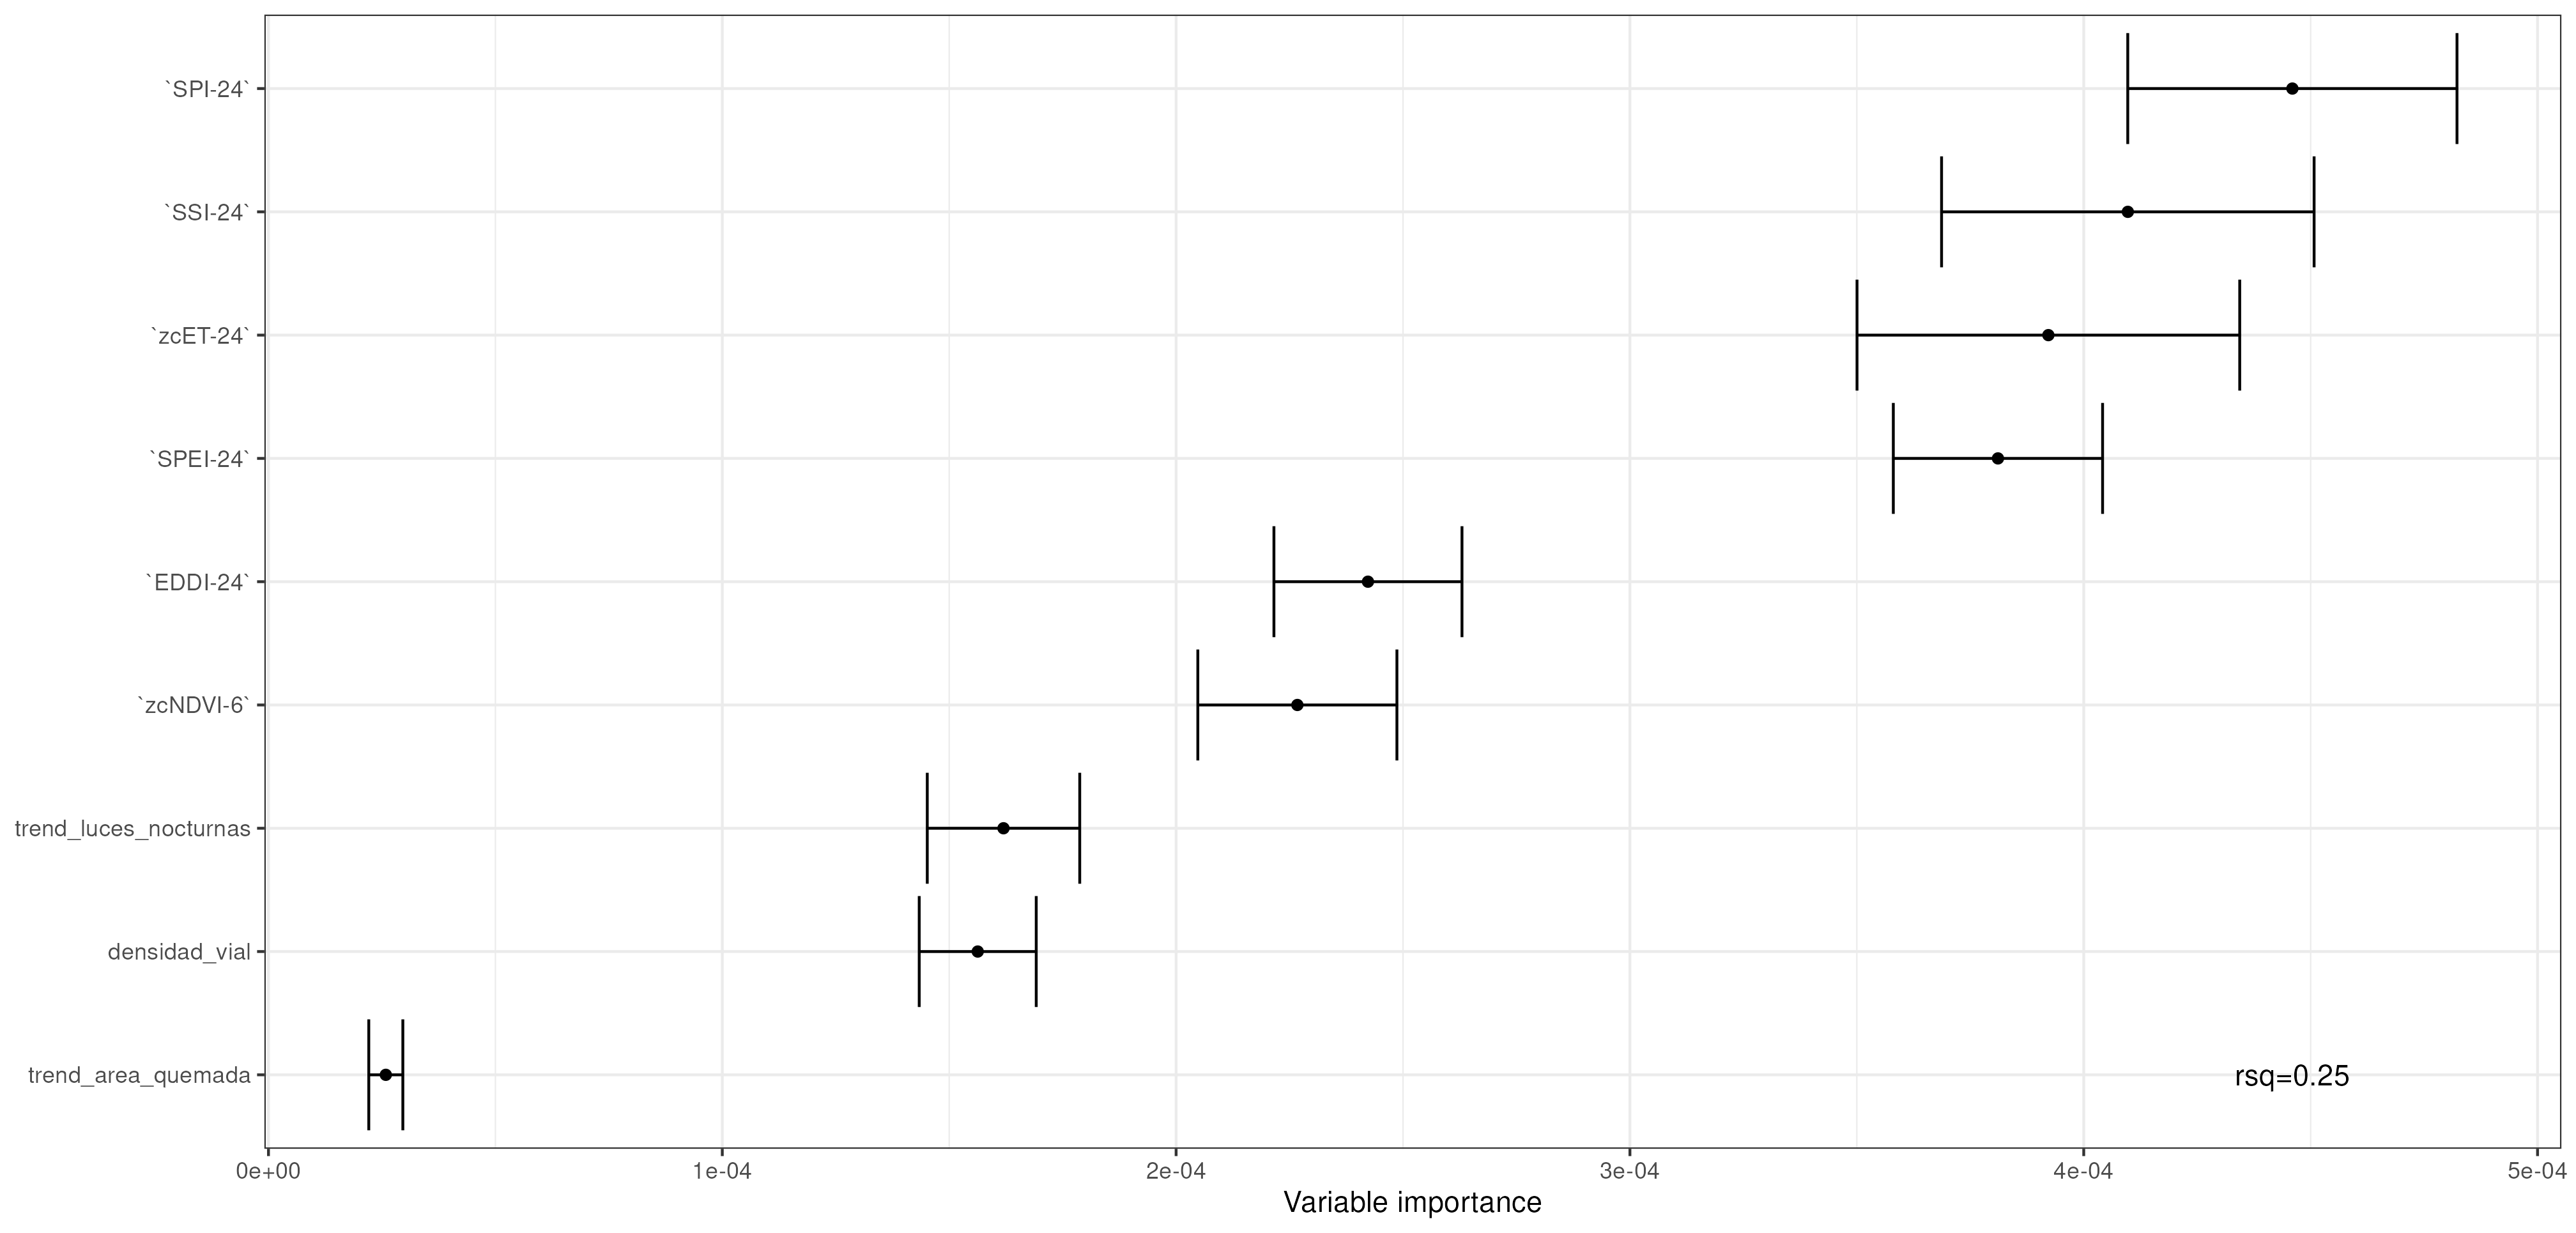 `SPI-24`
`SSI-24`
`zcET-24`
`SPEI-24`
`EDDI-24`
`zcNDVI-6`
trend_luces_nocturnas
densidad_vial
trend_area_quemada
rsq=0.25
0e+00 1e-04 2e-04 3e-04 4e-04 5e-04
Variable importance